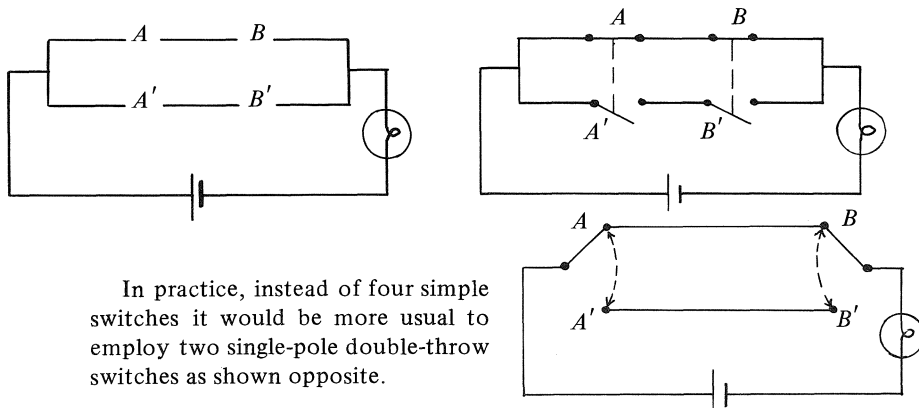 A B
A′ B′
A B
A′ B′
A B
A′ B′
In practice, instead of four simple
switches it would be more usual to
employ two single-pole double-throw
switches as shown opposite.